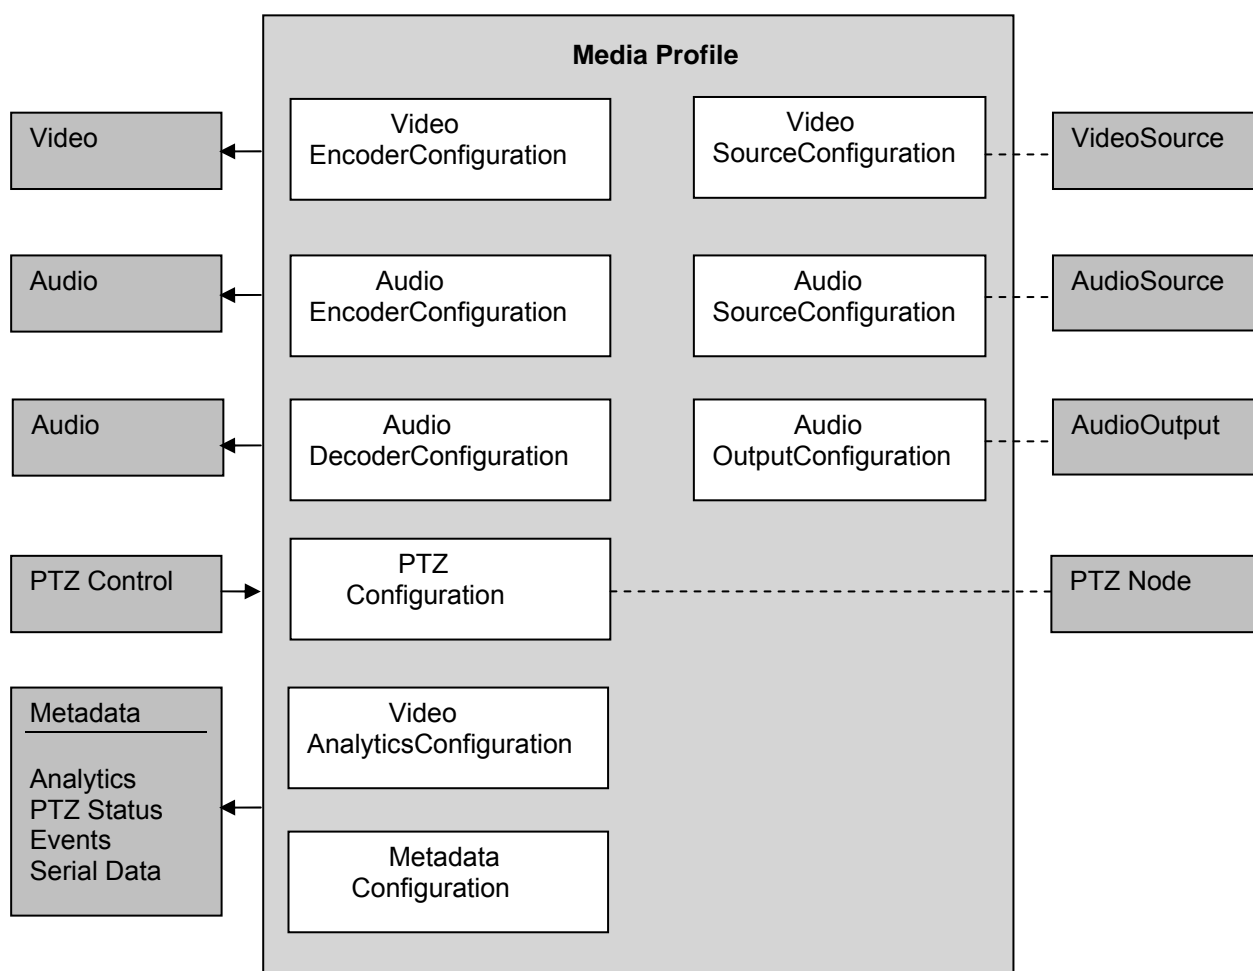 Media Profile
Video
Video
EncoderConfiguration
Video
SourceConfiguration
VideoSource
Audio
Audio
EncoderConfiguration
Audio
SourceConfiguration
AudioSource
Audio
Audio
DecoderConfiguration
Audio
OutputConfiguration
AudioOutput
PTZ Control
PTZ
Configuration
PTZ Node
Metadata
Analytics
PTZ Status
Events
Serial Data
Video
AnalyticsConfiguration
Metadata
Configuration